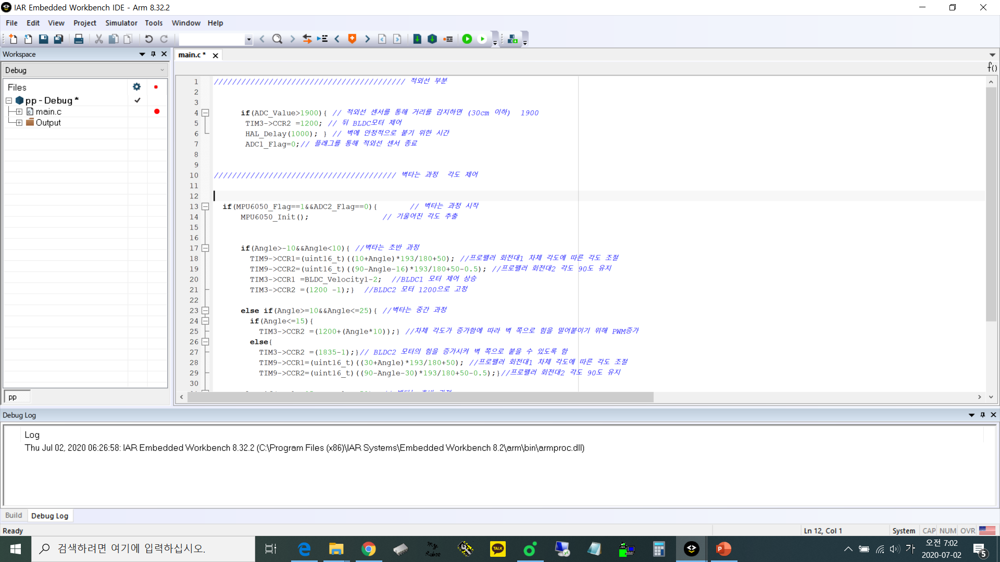 IAR Embedded Workbench IDE - Arm 8.32.2
File Edit View Project Simulator Tools Window Help
Workspace
main.c *
Debug
f()
Files
pp - Debug *
main.c
Output
pp
1 ////////////////////////////////////////// 적외선 부분
2
3
4 if(ADC_Value>1900){ // 적외선 센서를 통해 거리를 감지하면 (30cm 이하) 1900
5 TIM3->CCR2 =1200; // 뒤 BLDC모터 제어
6 HAL_Delay(1000); } // 벽에 안정적으로 붙기 위한 시간
7 ADC1_Flag=0;// 플래그를 통해 적외선 센서 종료
8
9
10 //////////////////////////////////////// 벽타는 과정 각도 제어
11
12
13 if(MPU6050_Flag==1&&ADC2_Flag==0){ // 벽타는 과정 시작
14 MPU6050_Init(); // 기울어진 각도 추출
15
16
17 if(Angle>-10&&Angle<10){ //벽타는 초반 과정
18 TIM9->CCR1=(uint16_t)((10+Angle)*193/180+50); //프로펠러 회전대1 차체 각도에 따른 각도 조절
19 TIM9->CCR2=(uint16_t)((90-Angle-16)*193/180+50-0.5); //프로펠러 회전대2 각도 90도 유지
20 TIM3->CCR1 =BLDC_Velocity1-2; //BLDC1 모터 제어 상승
21 TIM3->CCR2 =(1200 -1);} //BLDC2 모터 1200으로 고정
22
23 else if(Angle>=10&&Angle<=25){ //벽타는 중간 과정
24 if(Angle<=15){
25 TIM3->CCR2 =(1200+(Angle*10));} //차체 각도가 증가함에 따라 벽 쪽으로 힘을 밀어붙이기 위해 PWM증가
26 else{
27 TIM3->CCR2 =(1835-1);}// BLDC2 모터의 힘을 증가시켜 벽 쪽으로 붙을 수 있도록 함
28 TIM9->CCR1=(uint16_t)((30+Angle)*193/180+50); //프로펠러 회전대1 차체 각도에 따른 각도 조절
29 TIM9->CCR2=(uint16_t)((90-Angle-30)*193/180+50-0.5);}//프로펠러 회전대2 각도 90도 유지
30
Debug Log
Log
Thu Jul 02, 2020 06:26:58: IAR Embedded Workbench 8.32.2 (C:\Program Files (x86)\IAR Systems\Embedded Workbench 8.2\arm\bin\armproc.dll)
Build Debug Log
Ready Ln 12, Col 1 System CAP NUM OVR
검색하려면 여기에 입력하십시오.
My Robot
TALK
가
오전 7:02
2020-07-02
5